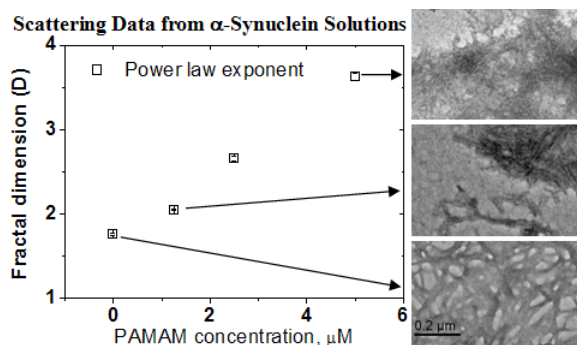 Scattering Data from α-Synuclein Solutions
4
3
2
1
Fractal dimension (D)
Power law exponent
0
2
4
6
PAMAM concentration, μM
0.2 μm